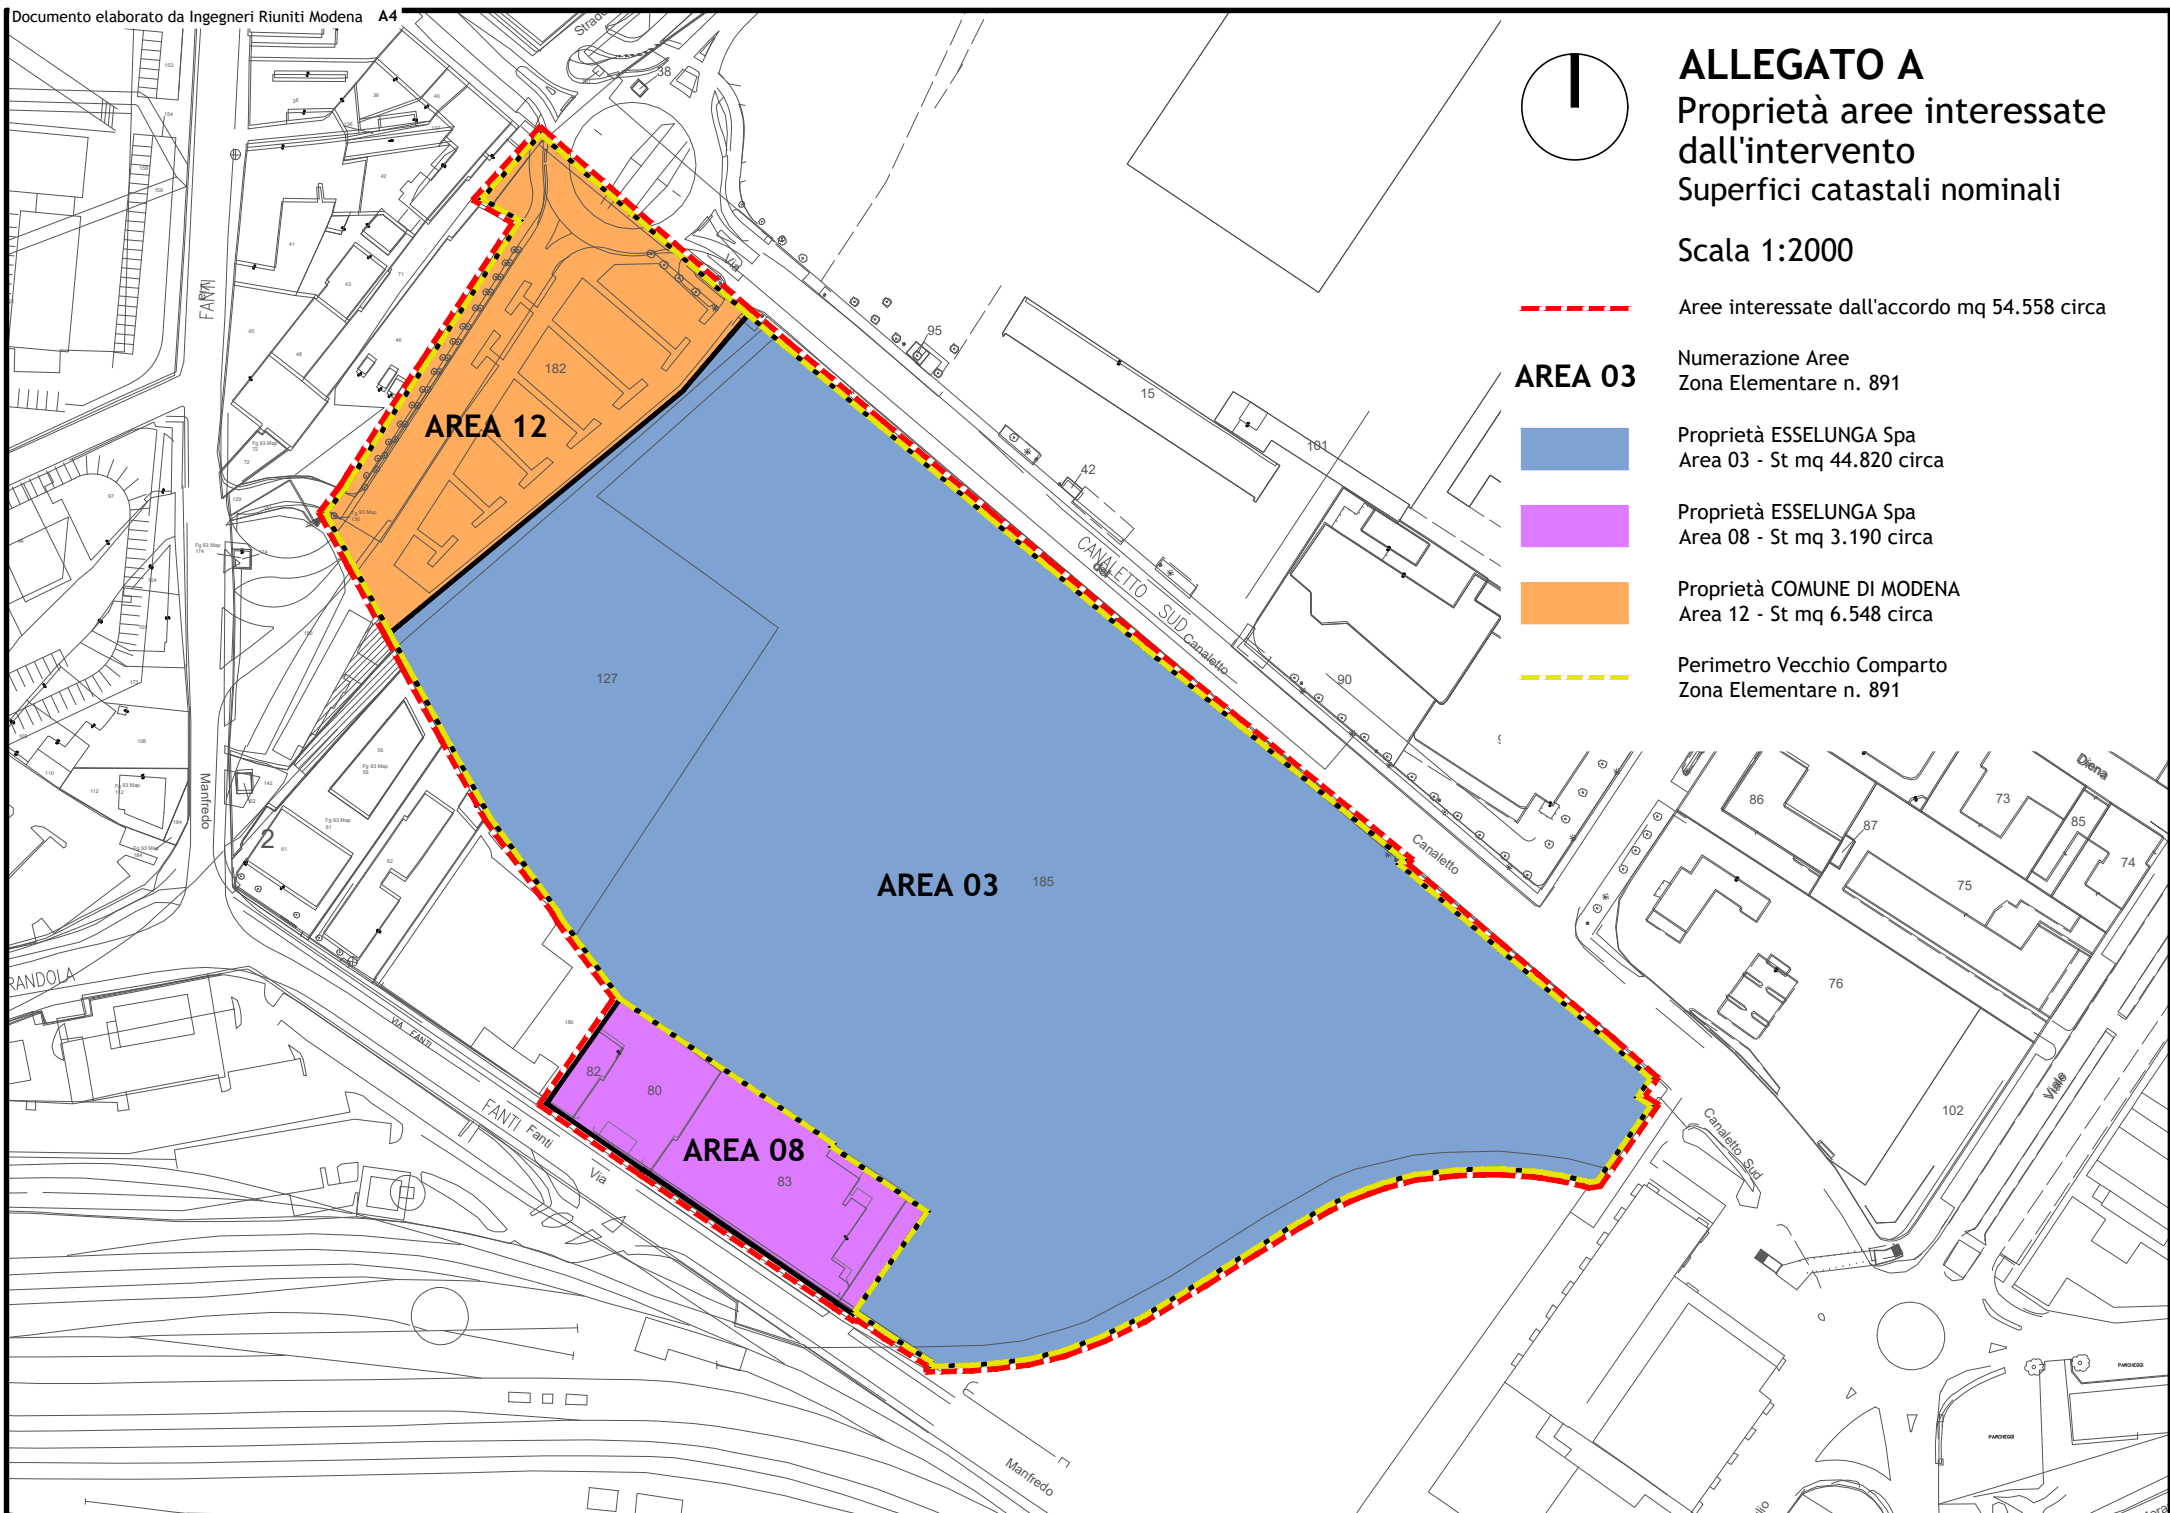 Documento elaborato da Ingegneri Riuniti Modena A4
ALLEGATO A
Proprietà aree interessate
dall'intervento
Superfici catastali nominali
Scala 1:2000
Aree interessate dall'accordo mq 54.558 circa
AREA 03
Numerazione Aree
Zona Elementare n. 891
Proprietà ESSELUNGA Spa
Area 03 - St mq 44.820 circa
Proprietà ESSELUNGA Spa
Area 08 - St mq 3.190 circa
Proprietà COMUNE DI MODENA
Area 12 - St mq 6.548 circa
Perimetro Vecchio Comparto
Zona Elementare n. 891
38
FANTI
Via
95
15
101
42
182
AREA 12
CANALETTO SUD
Canaletto
90
127
AREA 03
185
Canaletto
Manfredo
2
RANDOLA
VIA FANTI
FANTI
Fanti
Via
82
80
AREA 08
83
Manfredo
86
87
73
85
74
75
76
102
Diena
Viale
Canaletto Sud
PARCHEGGI
PARCHEGGI